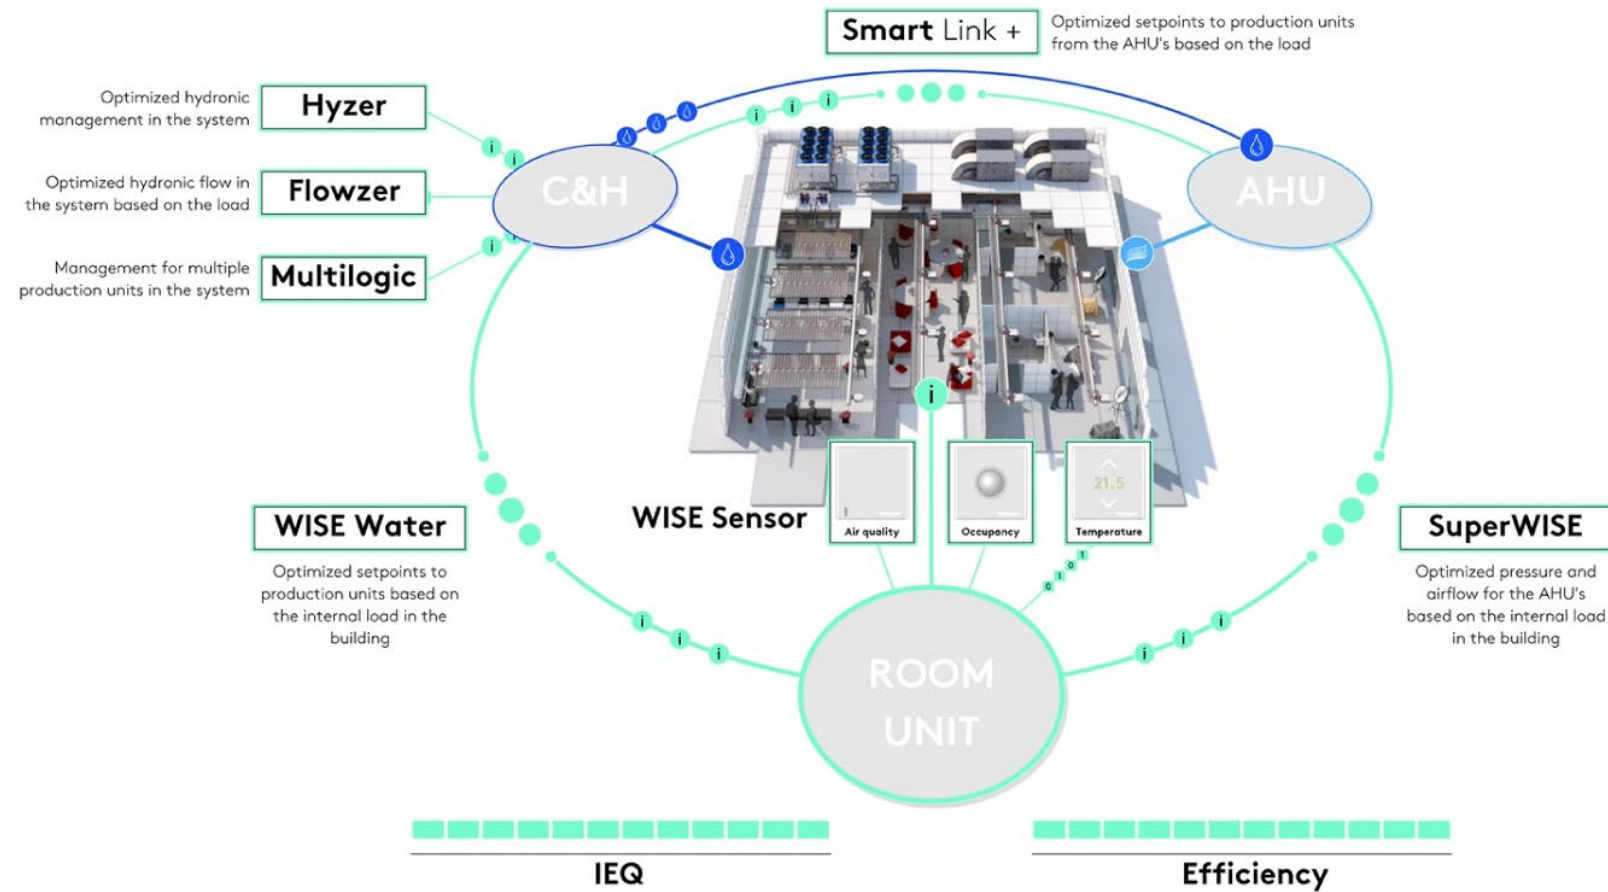 Smart Link +
Optimized setpoints to production units
from the AHU's based on the load
Optimized hydronic
management in the system
Hyzer
Optimized hydronic flow in
the system based on the load
Flowzer
Management for multiple
production units in the system
Multilogic
C&H
AHU
i
i
i
i
i
i
i
WISE Sensor
Air quality
Occupancy
21.5
Temperature
0 1 0 1
WISE Water
Optimized setpoints to
production units based on
the internal load in the
building
SuperWISE
Optimized pressure and
airflow for the AHU's
based on the internal load
in the building
i
i
i
i
i
i
ROOM
UNIT
IEQ
Efficiency